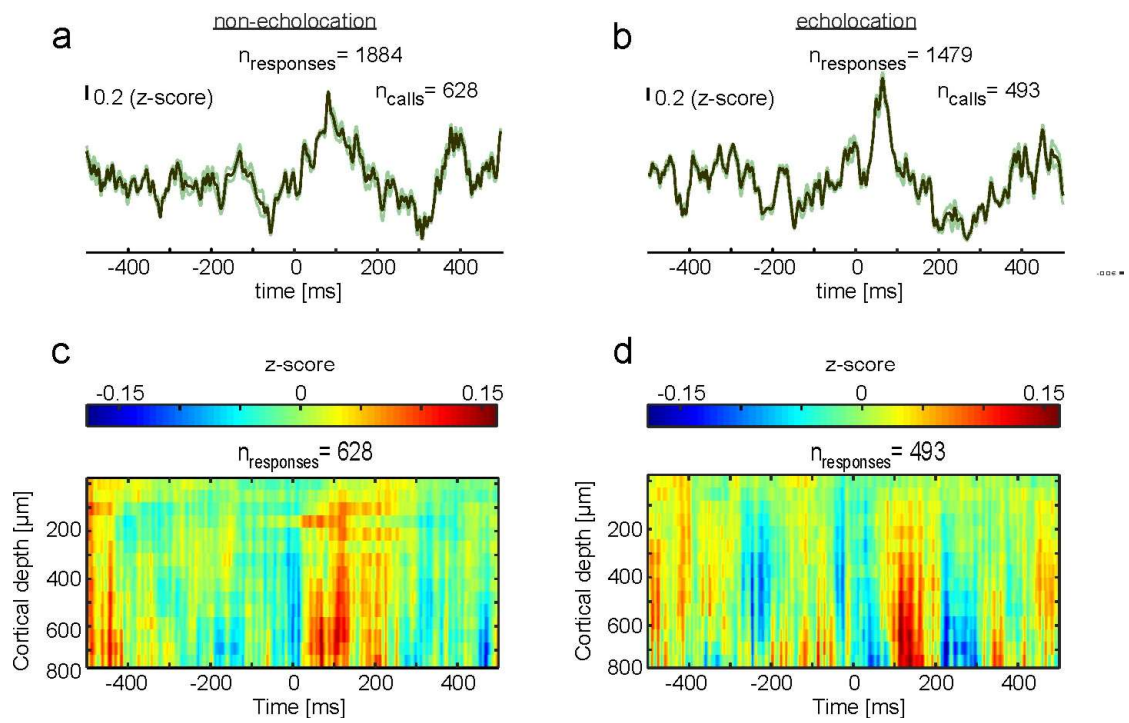 a
non-echolocation
n_responses = 1884
n_calls = 628
0.2 (z-score)
-400 -200 0 200 400
time [ms]
b
echolocation
n_responses = 1479
n_calls = 493
0.2 (z-score)
-400 -200 0 200 400
time [ms]
c
z-score
-0.15 0 0.15
n_responses = 628
Cortical depth [µm]
200
400
600
800
-400 -200 0 200 400
Time [ms]
d
z-score
-0.15 0 0.15
n_responses = 493
Cortical depth [µm]
200
400
600
800
-400 -200 0 200 400
Time [ms]